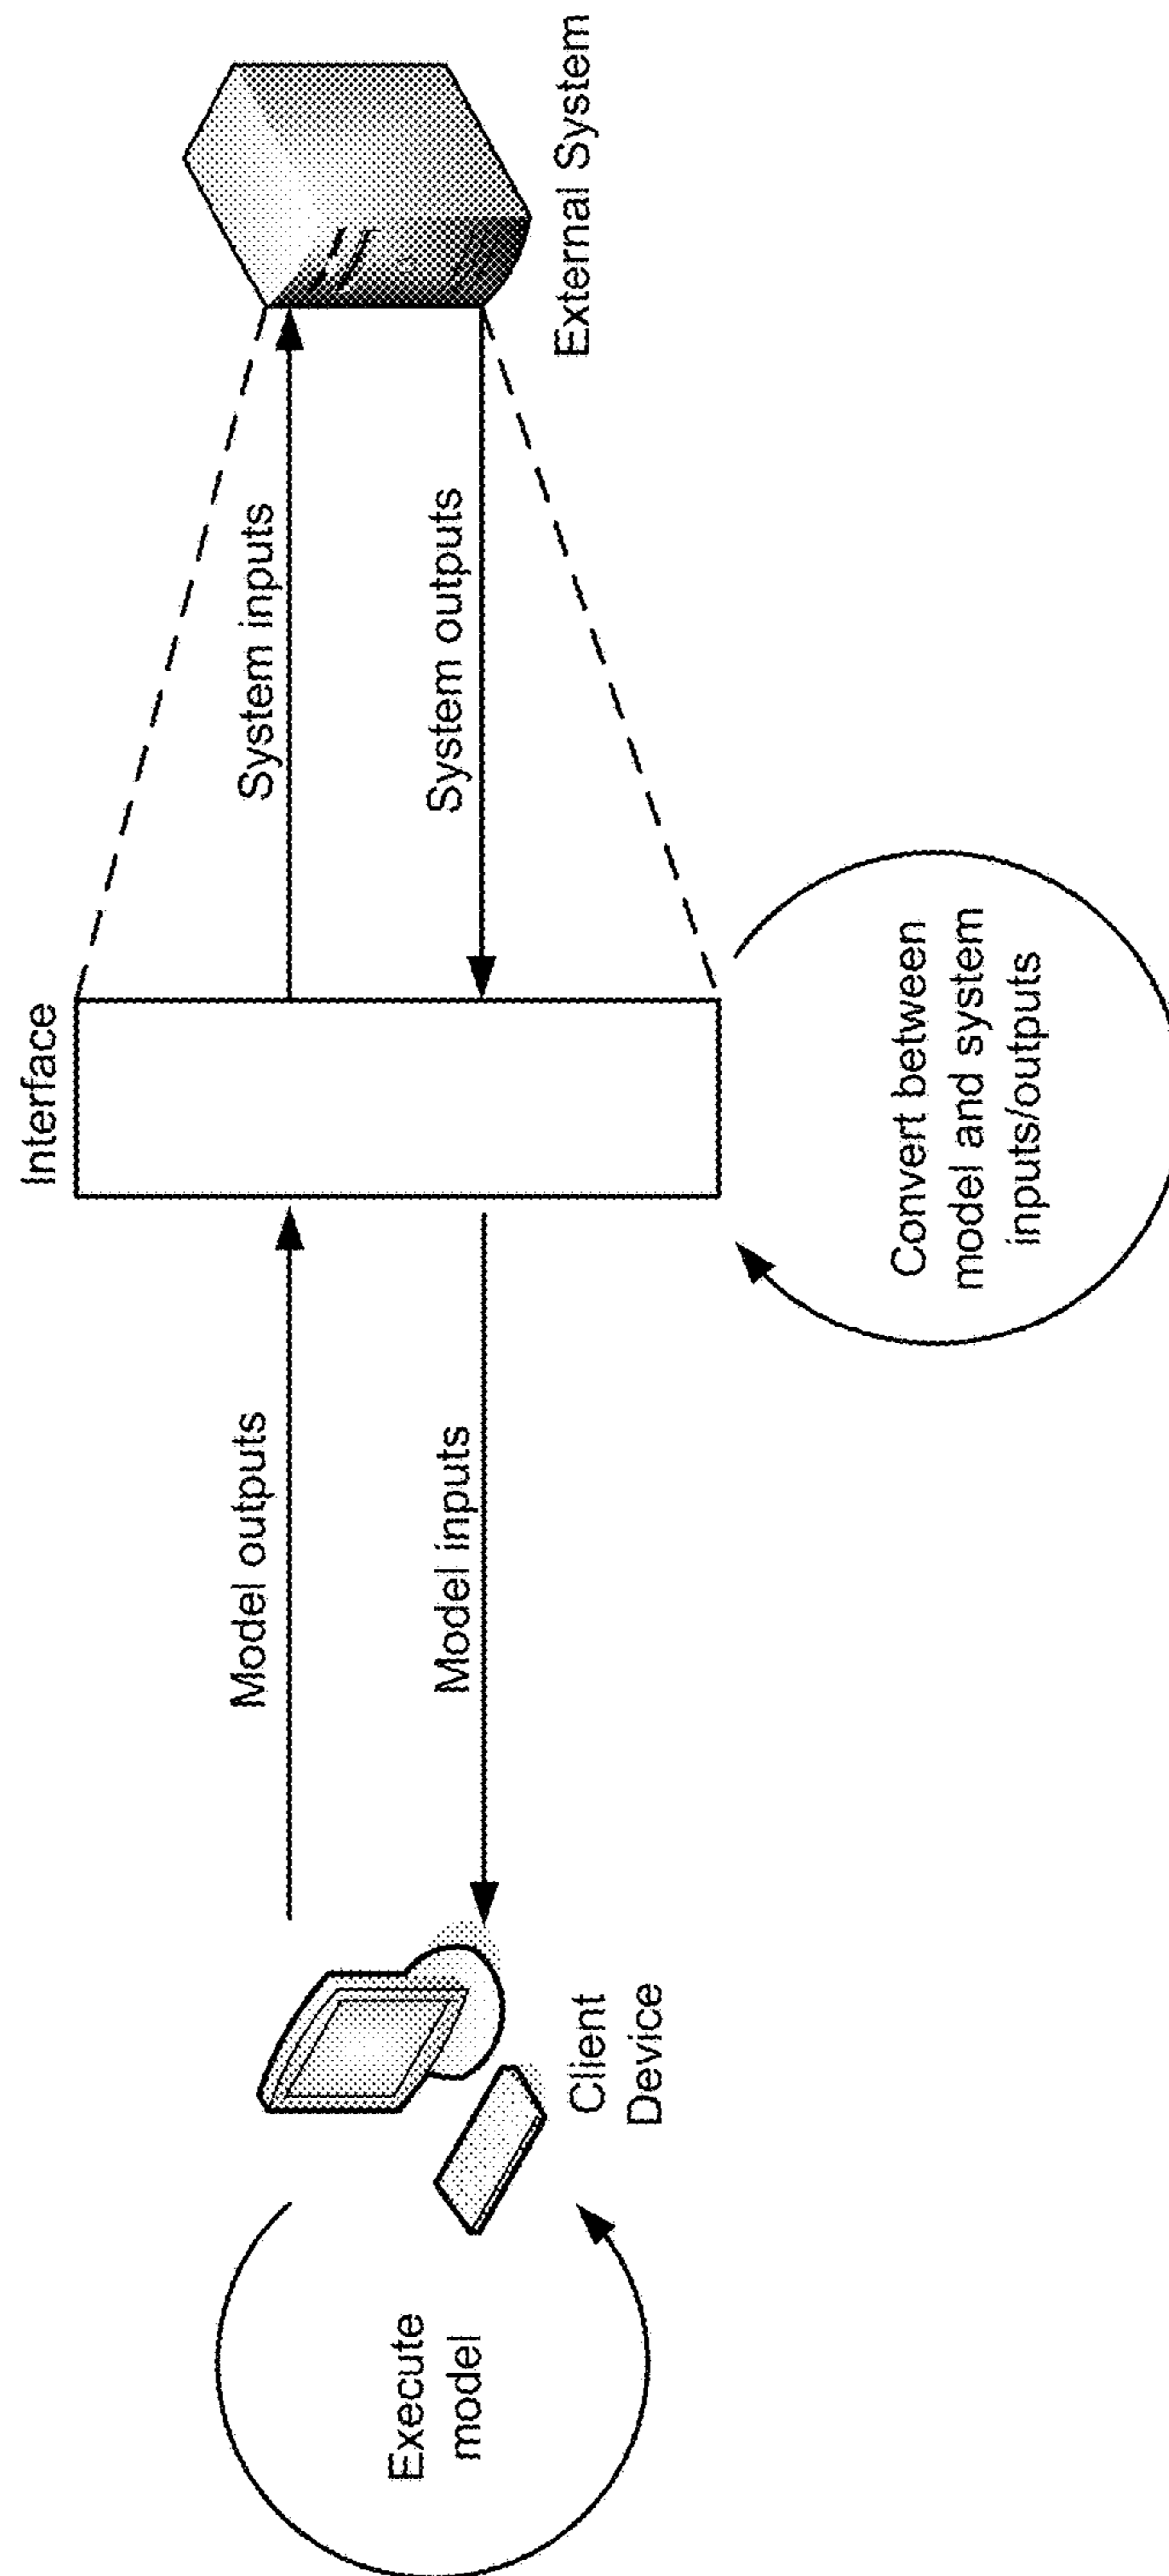 Interface
Model outputs
System inputs
Model inputs
System outputs
Execute
model
Client
Device
External System
Convert between
model and system
inputs/outputs